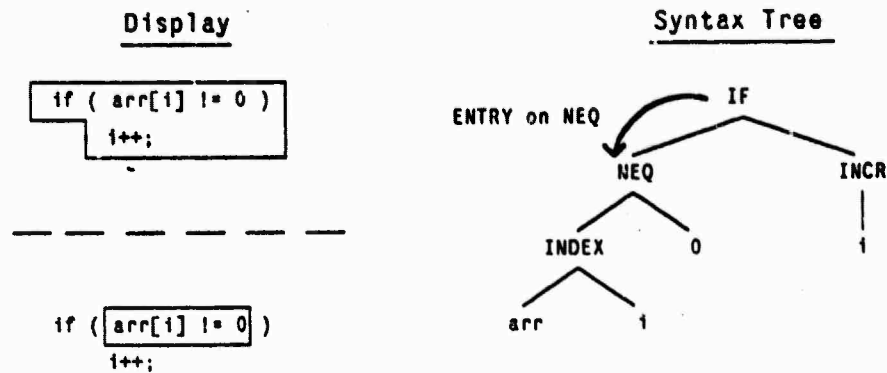 Display
if ( arr[i] != 0 )
i++;
if ( arr[i] != 0 )
i++;
Syntax Tree
ENTRY on NEQ
IF
NEQ
INCR
INDEX
0
i
arr
i